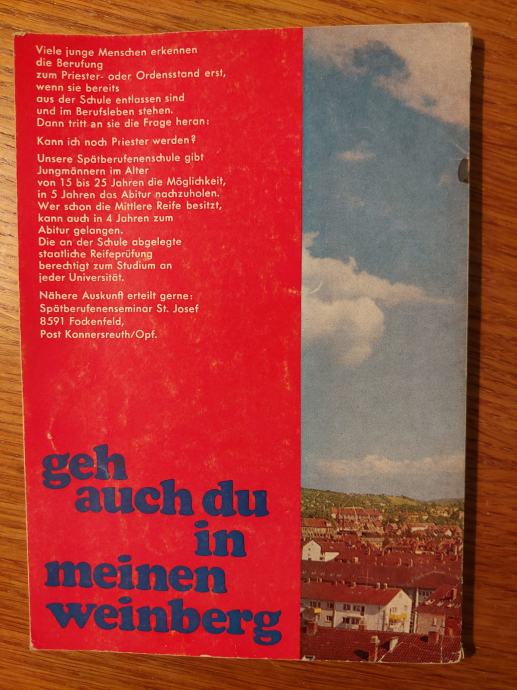 Viele junge Menschen erkennen
die Berufung
zum Priester- oder Ordensstand erst,
wenn sie bereits
aus der Schule entlassen sind
und im Berufsleben stehen.
Dann tritt an sie die Frage heran:
Kann ich noch Priester werden?
Unsere Spätberufenenschule gibt
Jungmännern im Alter
von 15 bis 25 Jahren die Möglichkeit,
in 5 Jahren das Abitur nachzuholen.
Wer schon die Mittlere Reife besitzt,
kann auch in 4 Jahren zum
Abitur gelangen.
Die an der Schule abgelegte
staatliche Reifeprüfung
berechtigt zum Studium an
jeder Universität.
Nähere Auskunft erteilt gerne:
Spätberufenenseminar St. Josef
8591 Fockenfeld,
Post Konnersreuth/Opf.
geh
auch du
in
meinen
weinberg